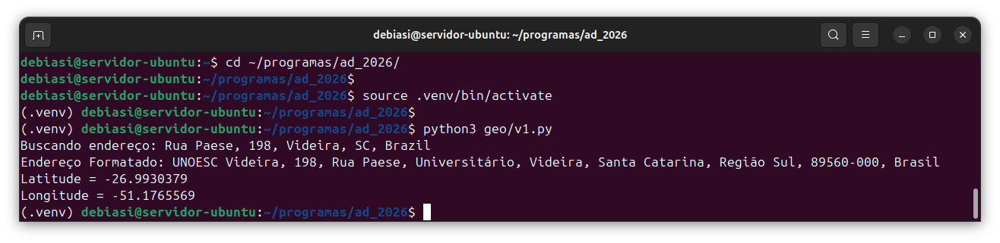 debiasi@servidor-ubuntu: ~/programas/ad_2026
debiasi@servidor-ubuntu:~$ cd ~/programas/ad_2026/
debiasi@servidor-ubuntu:~/programas/ad_2026$
debiasi@servidor-ubuntu:~/programas/ad_2026$ source .venv/bin/activate
(.venv) debiasi@servidor-ubuntu:~/programas/ad_2026$
(.venv) debiasi@servidor-ubuntu:~/programas/ad_2026$ python3 geo/v1.py
Buscando endereço: Rua Paese, 198, Videira, SC, Brazil
Endereço Formatado: UNOESC Videira, 198, Rua Paese, Universitário, Videira, Santa Catarina, Região Sul, 89560-000, Brasil
Latitude = -26.9930379
Longitude = -51.1765569
(.venv) debiasi@servidor-ubuntu:~/programas/ad_2026$